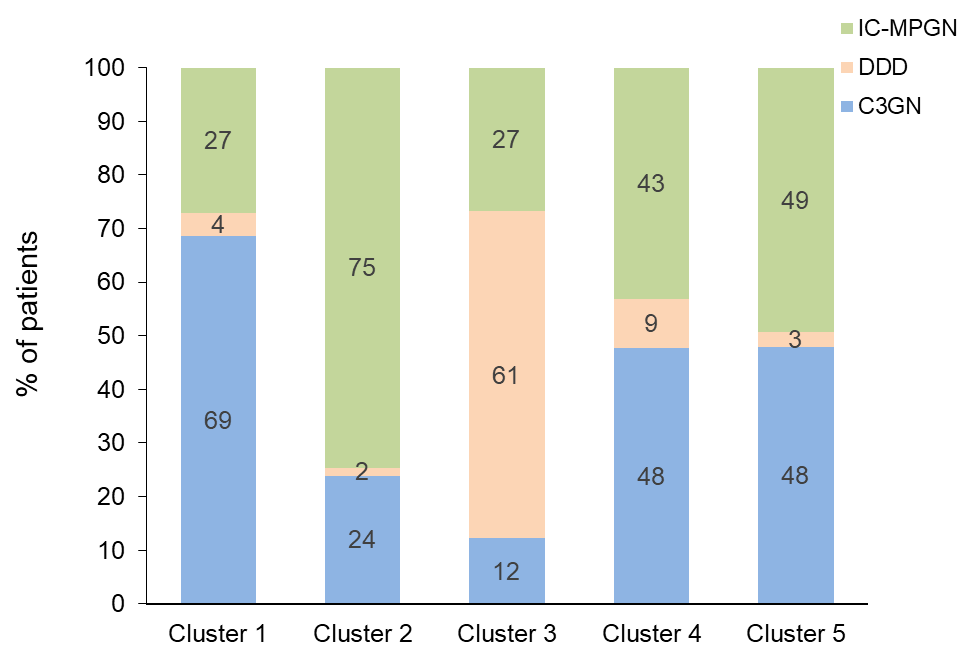 IC-MPGN
DDD
C3GN
% of patients
100
90
80
70
60
50
40
30
20
10
0
27
4
69
75
2
24
27
61
12
43
9
48
49
3
48
Cluster 1
Cluster 2
Cluster 3
Cluster 4
Cluster 5